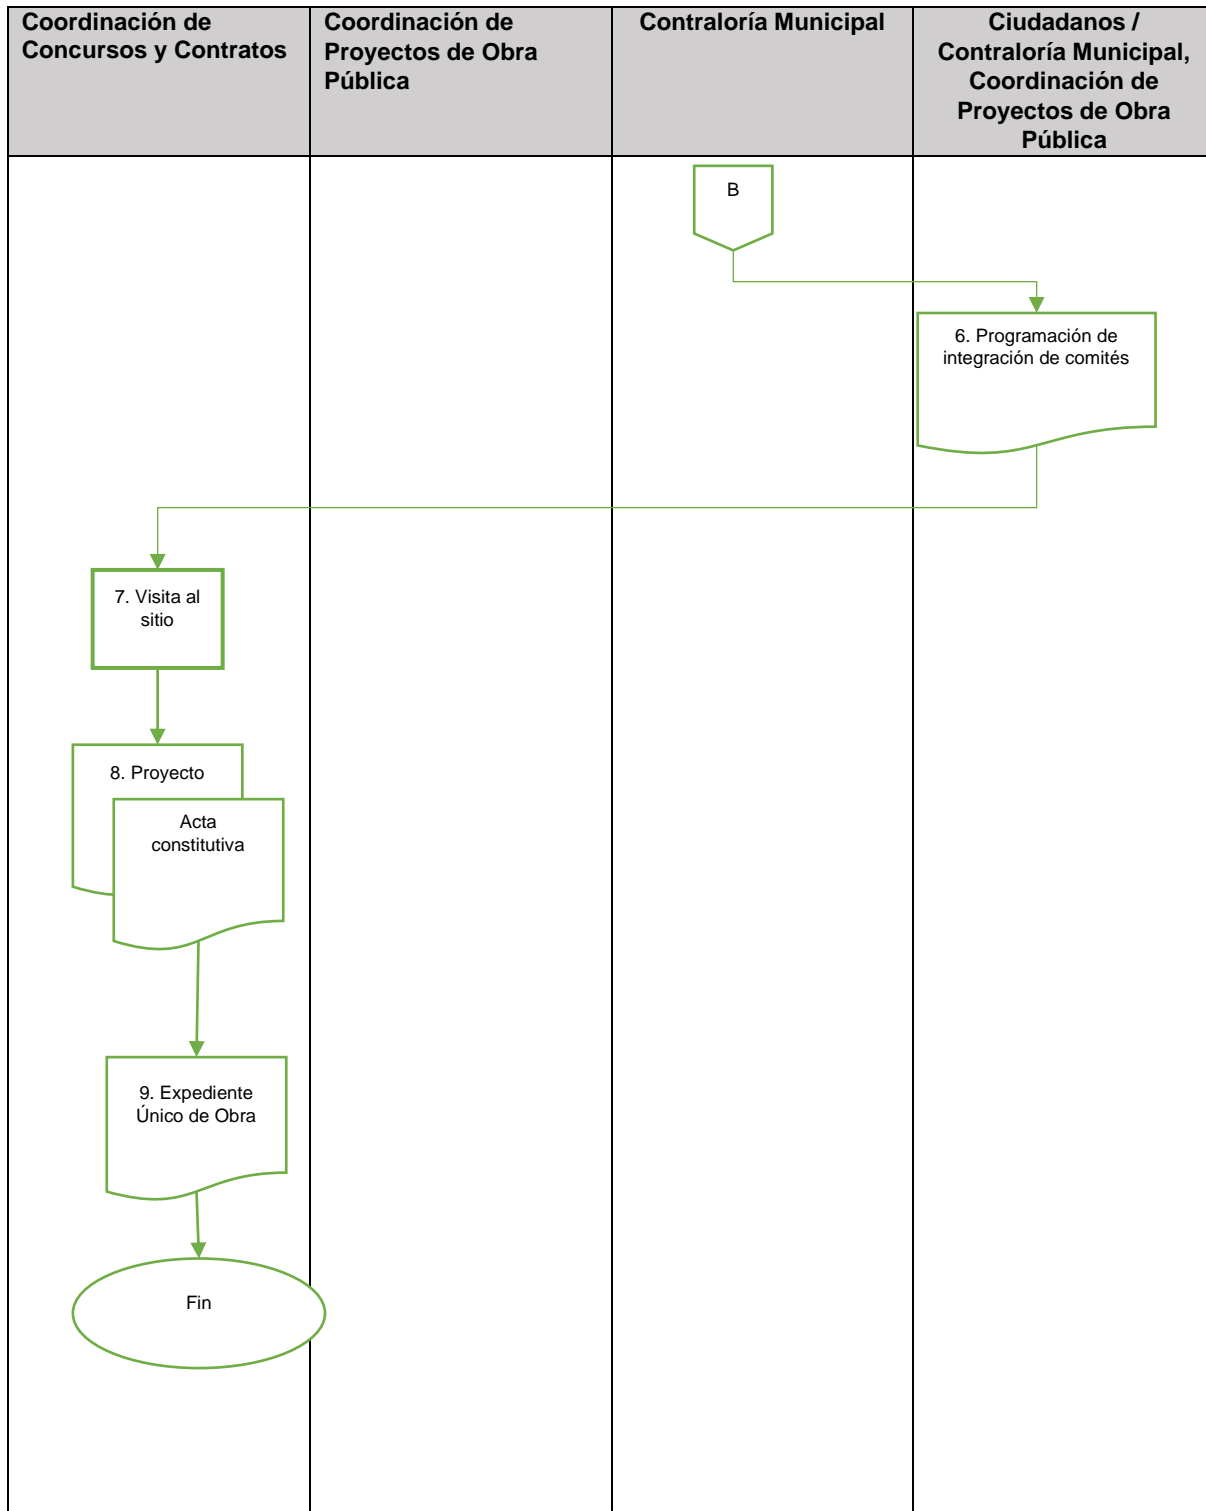 Coordinación de
Concursos y Contratos
Coordinación de
Proyectos de Obra
Pública
Contraloría Municipal
Ciudadanos /
Contraloría Municipal,
Coordinación de
Proyectos de Obra
Pública
B
6. Programación de
integración de comités
7. Visita al
sitio
8. Proyecto
Acta
constitutiva
9. Expediente
Único de Obra
Fin